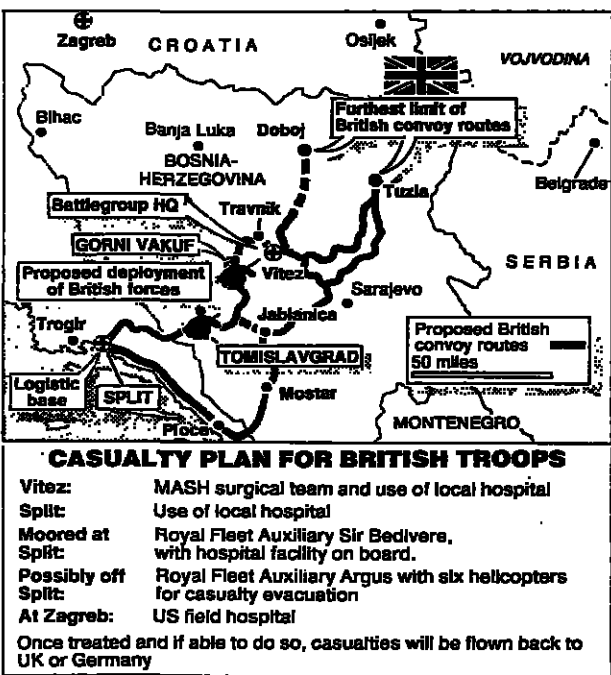 Zagreb
CROATIA
Osijek
VOJVODINA
Furthest limit of
British convoy routes
Bihac
Banja Luka
Doboj
BOSNIA-
HERZEGOVINA
Tuzla
Belgrade
Battlegroup HQ
Travnik
GORNI VAKUF
Vitez
SERBIA
Proposed deployment
of British forces
Sarajevo
Jablanica
Trogir
Proposed British
convoy routes
50 miles
TOMISLAVGRAD
Logistic
base
SPLIT
Mostar
Ploce
MONTENEGRO
CASUALTY PLAN FOR BRITISH TROOPS
Vitez: MASH surgical team and use of local hospital
Split: Use of local hospital
Moored at Royal Fleet Auxiliary Sir Bedivere,
Split: with hospital facility on board.
Possibly off Royal Fleet Auxiliary Argus with six helicopters
Split: for casualty evacuation
At Zagreb: US field hospital
Once treated and if able to do so, casualties will be flown back to
UK or Germany